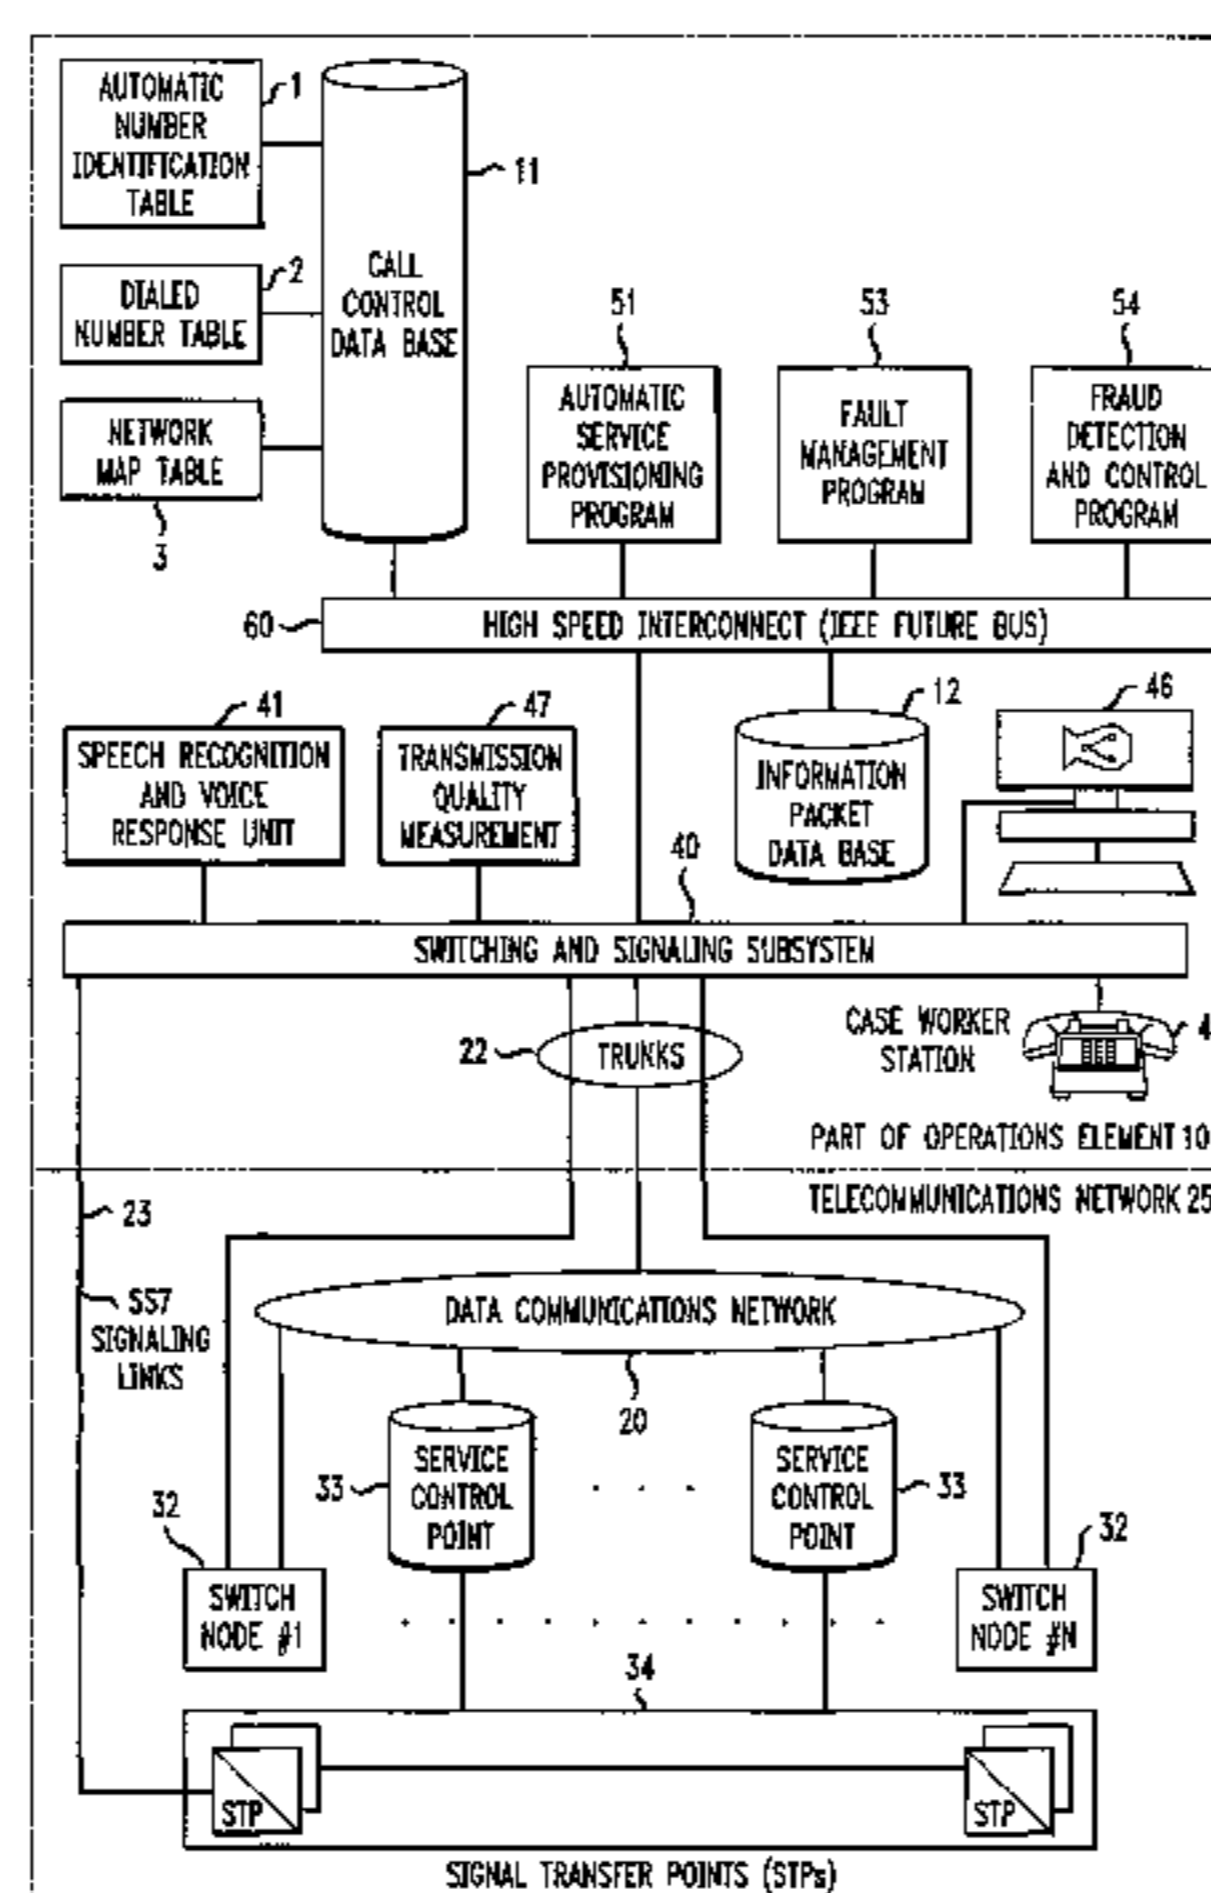 AUTOMATIC
NUMBER
IDENTIFICATION
TABLE
1
DIALED
NUMBER TABLE
2
NETWORK
MAP TABLE
3
CALL
CONTROL
DATA BASE
11
51
AUTOMATIC
SERVICE
PROVISIONING
PROGRAM
53
FAULT
MANAGEMENT
PROGRAM
54
FRAUD
DETECTION
AND CONTROL
PROGRAM
60
HIGH SPEED INTERCONNECT (IEEE FUTURE BUS)
41
SPEECH RECOGNITION
AND VOICE
RESPONSE UNIT
47
TRANSMISSION
QUALITY
MEASUREMENT
12
INFORMATION
PACKET
DATA BASE
46
40
SWITCHING AND SIGNALING SUBSYSTEM
22
TRUNKS
CASE WORKER
STATION
4
PART OF OPERATIONS ELEMENT 10
TELECOMMUNICATIONS NETWORK 25
23
SS7
SIGNALING
LINKS
DATA COMMUNICATIONS NETWORK
20
33
SERVICE
CONTROL
POINT
SERVICE
CONTROL
POINT
33
32
SWITCH
NODE #1
32
SWITCH
NODE #N
34
STP
STP
SIGNAL TRANSFER POINTS (STPs)